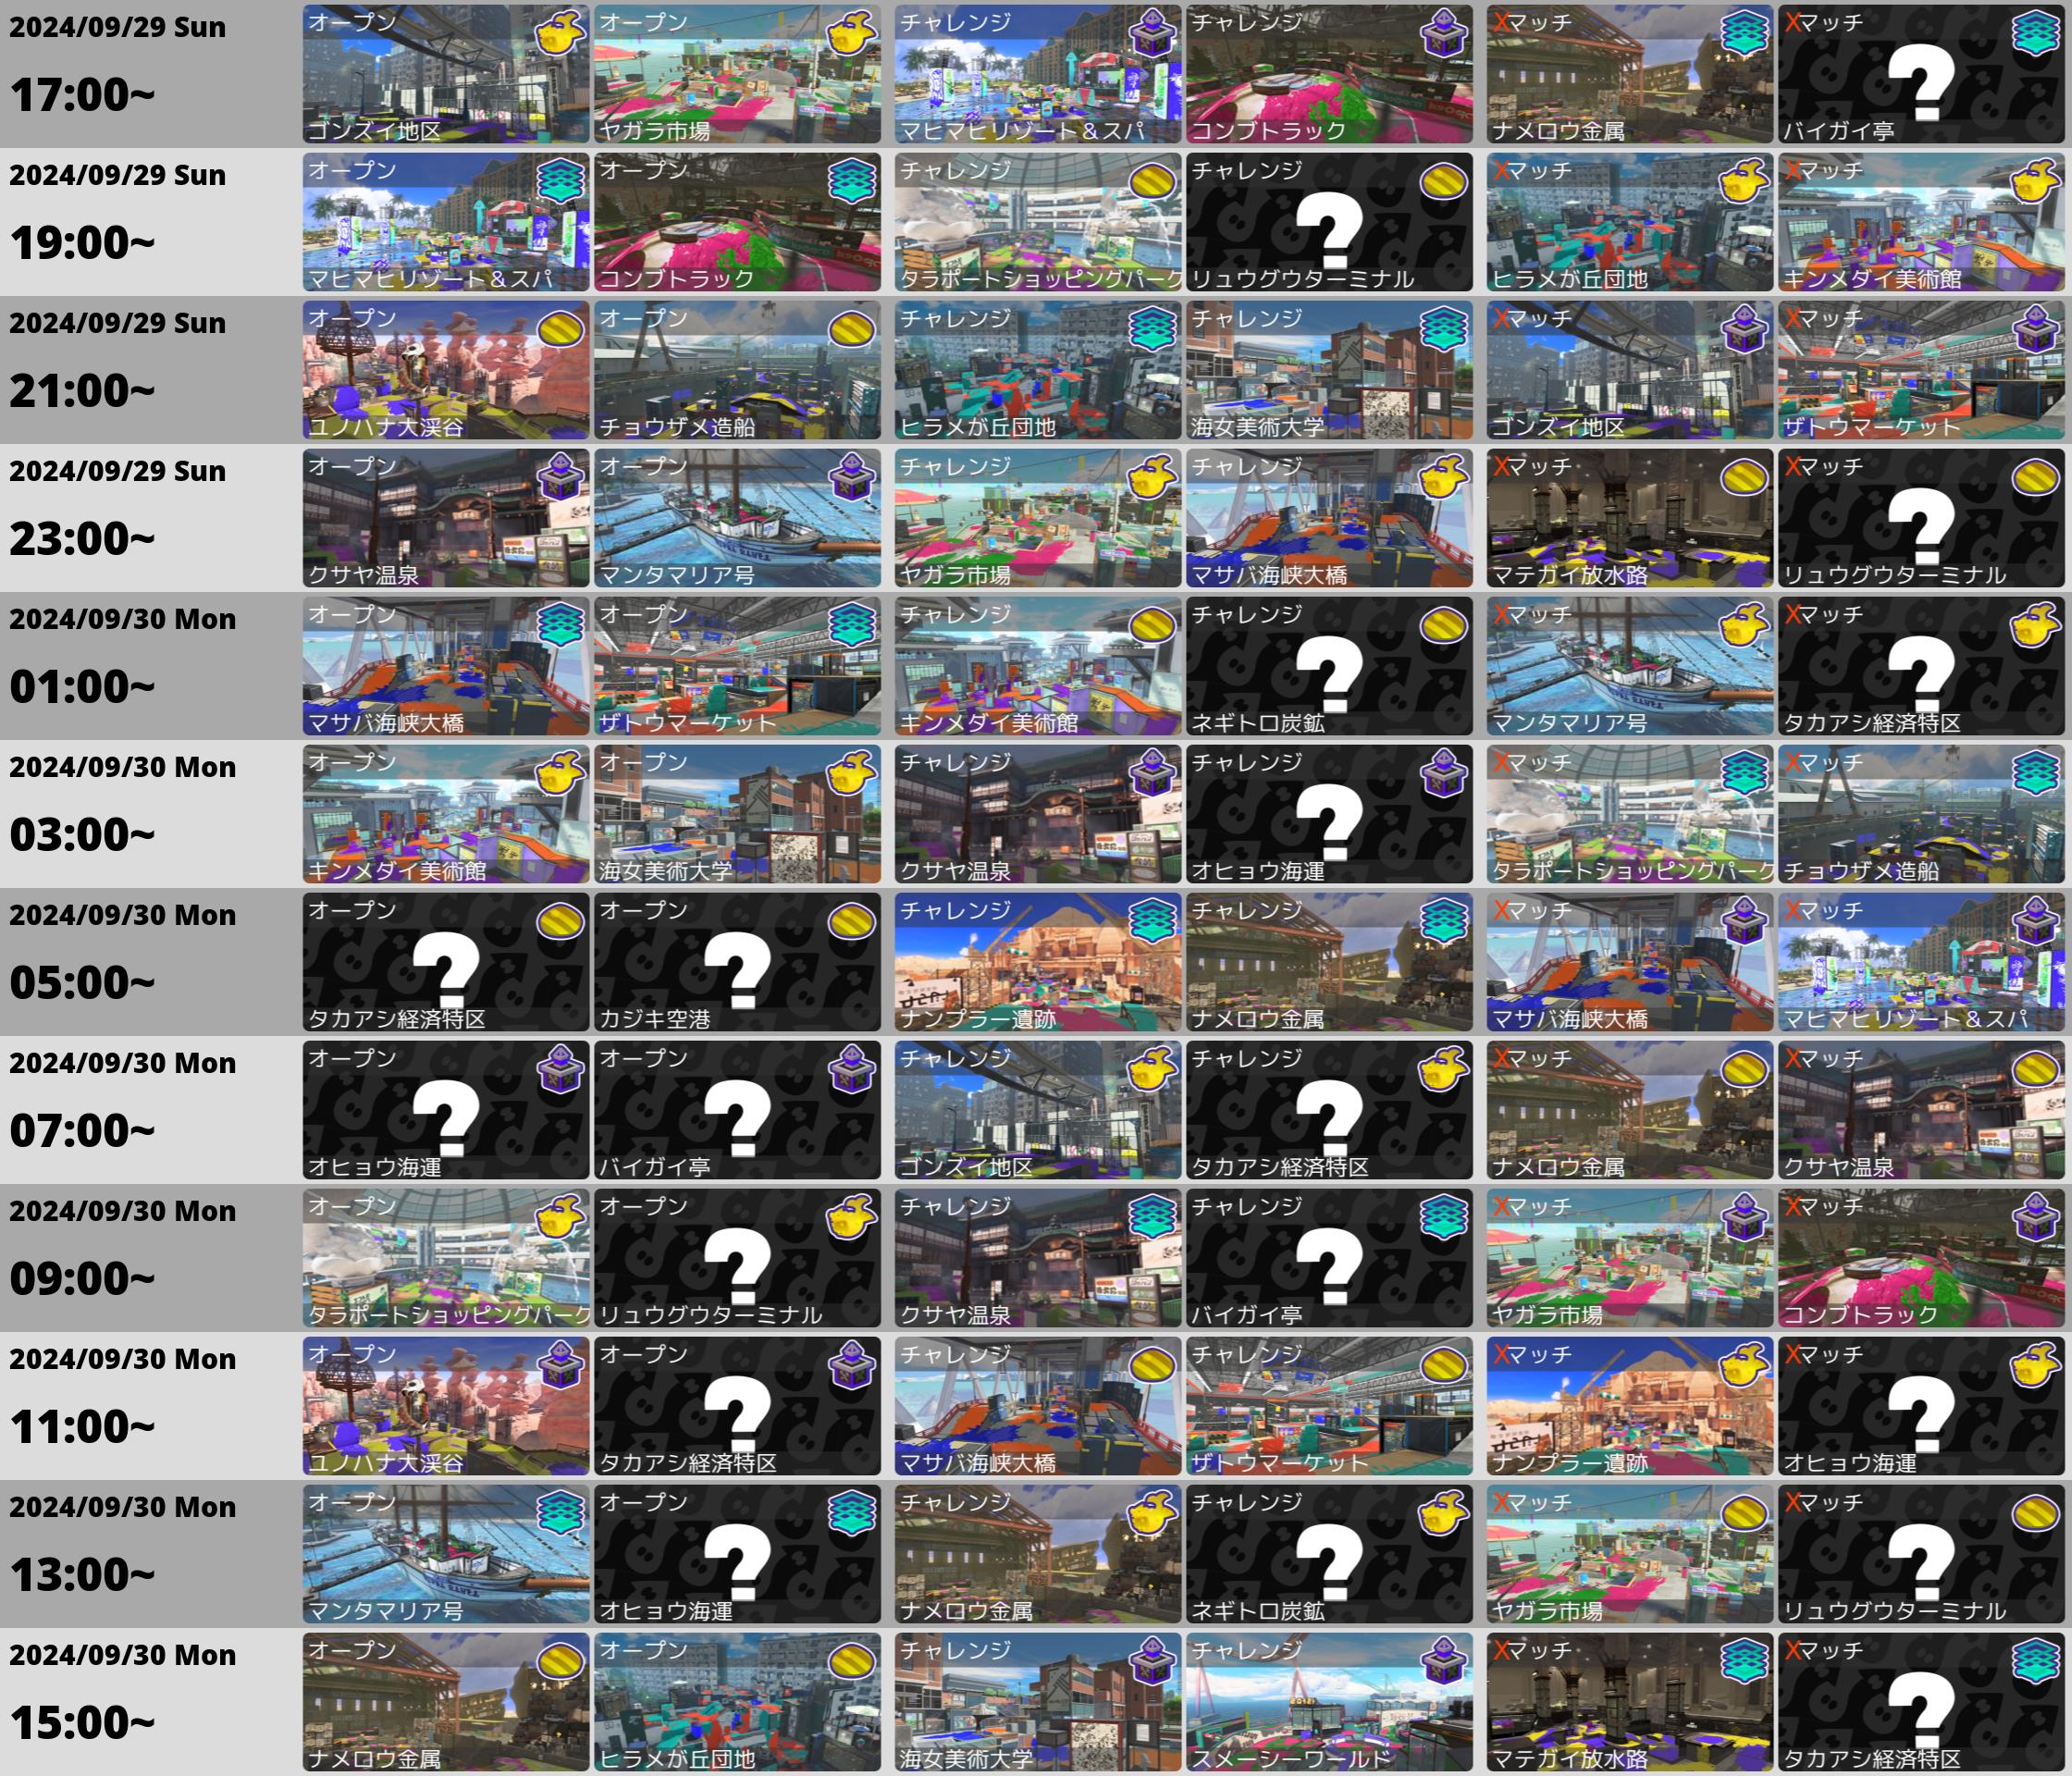 2024/09/29 Sun
17:00~
オープン
ゴンズイ地区
オープン
ヤガラ市場
チャレンジ
マヒマヒリゾート＆スパ
チャレンジ
コンブトラック
Xマッチ
ナメロウ金属
Xマッチ
バイガイ亭
2024/09/29 Sun
19:00~
オープン
マヒマヒリゾート＆スパ
オープン
コンブトラック
チャレンジ
タラポートショッピングパーク
チャレンジ
リュウグウターミナル
Xマッチ
ヒラメが丘団地
Xマッチ
キンメダイ美術館
2024/09/29 Sun
21:00~
オープン
ユノハナ大渓谷
オープン
チョウザメ造船
チャレンジ
ヒラメが丘団地
チャレンジ
海女美術大学
Xマッチ
ゴンズイ地区
Xマッチ
ザトウマーケット
2024/09/29 Sun
23:00~
オープン
クサヤ温泉
オープン
マンタマリア号
チャレンジ
ヤガラ市場
チャレンジ
マサバ海峡大橋
Xマッチ
マテガイ放水路
Xマッチ
リュウグウターミナル
2024/09/30 Mon
01:00~
オープン
マサバ海峡大橋
オープン
ザトウマーケット
チャレンジ
キンメダイ美術館
チャレンジ
ネギトロ炭鉱
Xマッチ
マンタマリア号
Xマッチ
タカアシ経済特区
2024/09/30 Mon
03:00~
オープン
キンメダイ美術館
オープン
海女美術大学
チャレンジ
クサヤ温泉
チャレンジ
オヒョウ海運
Xマッチ
タラポートショッピングパーク
Xマッチ
チョウザメ造船
2024/09/30 Mon
05:00~
オープン
タカアシ経済特区
オープン
カジキ空港
チャレンジ
ナンプラー遺跡
チャレンジ
ナメロウ金属
Xマッチ
マサバ海峡大橋
Xマッチ
マヒマヒリゾート＆スパ
2024/09/30 Mon
07:00~
オープン
オヒョウ海運
オープン
バイガイ亭
チャレンジ
ゴンズイ地区
チャレンジ
タカアシ経済特区
Xマッチ
ナメロウ金属
Xマッチ
クサヤ温泉
2024/09/30 Mon
09:00~
オープン
タラポートショッピングパーク
オープン
リュウグウターミナル
チャレンジ
クサヤ温泉
チャレンジ
バイガイ亭
Xマッチ
ヤガラ市場
Xマッチ
コンブトラック
2024/09/30 Mon
11:00~
オープン
ユノハナ大渓谷
オープン
タカアシ経済特区
チャレンジ
マサバ海峡大橋
チャレンジ
ザトウマーケット
Xマッチ
ナンプラー遺跡
Xマッチ
オヒョウ海運
2024/09/30 Mon
13:00~
オープン
マンタマリア号
オープン
オヒョウ海運
チャレンジ
ナメロウ金属
チャレンジ
ネギトロ炭鉱
Xマッチ
ヤガラ市場
Xマッチ
リュウグウターミナル
2024/09/30 Mon
15:00~
オープン
ナメロウ金属
オープン
ヒラメが丘団地
チャレンジ
海女美術大学
チャレンジ
スメーシーワールド
Xマッチ
マテガイ放水路
Xマッチ
タカアシ経済特区